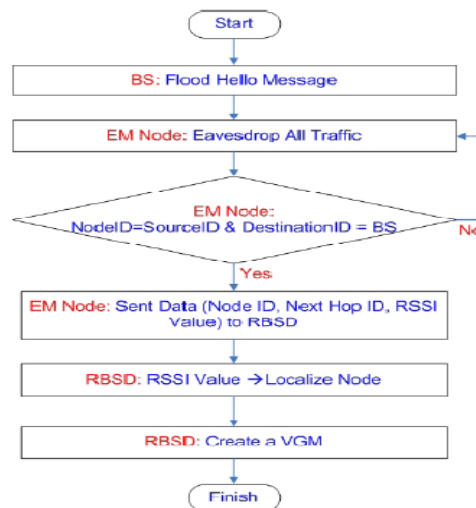 Start
BS: Flood Hello Message
EM Node: Eavesdrop All Traffic
EM Node:
NodeID=SourceID & DestinationID = BS
No
Yes
EM Node: Sent Data (Node ID, Next Hop ID, RSSI
Value) to RBSD
RBSD: RSSI Value →Localize Node
RBSD: Create a VGM
Finish